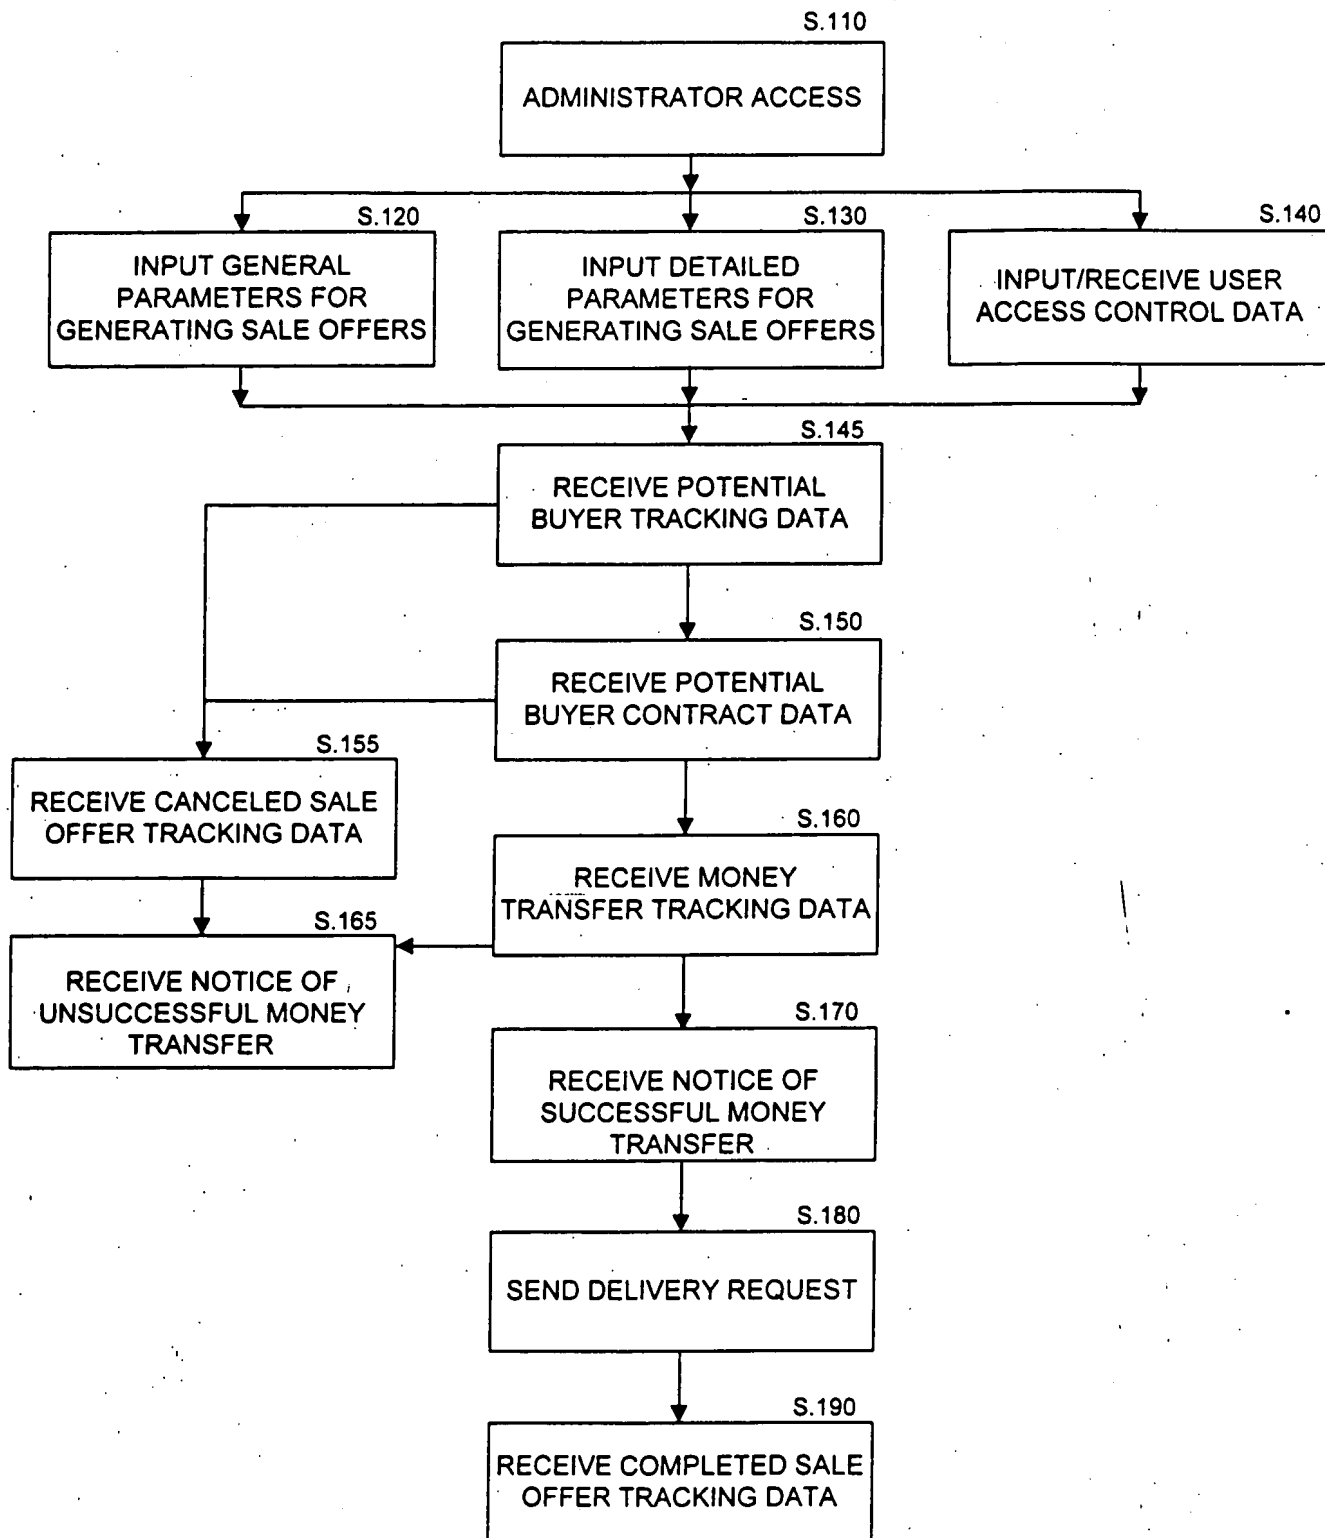 S.110
ADMINISTRATOR ACCESS
S.120
INPUT GENERAL
PARAMETERS FOR
GENERATING SALE OFFERS
S.130
INPUT DETAILED
PARAMETERS FOR
GENERATING SALE OFFERS
S.140
INPUT/RECEIVE USER
ACCESS CONTROL DATA
S.145
RECEIVE POTENTIAL
BUYER TRACKING DATA
S.150
RECEIVE POTENTIAL
BUYER CONTRACT DATA
S.155
RECEIVE CANCELED SALE
OFFER TRACKING DATA
S.160
RECEIVE MONEY
TRANSFER TRACKING DATA
S.165
RECEIVE NOTICE OF
UNSUCCESSFUL MONEY
TRANSFER
S.170
RECEIVE NOTICE OF
SUCCESSFUL MONEY
TRANSFER
S.180
SEND DELIVERY REQUEST
S.190
RECEIVE COMPLETED SALE
OFFER TRACKING DATA